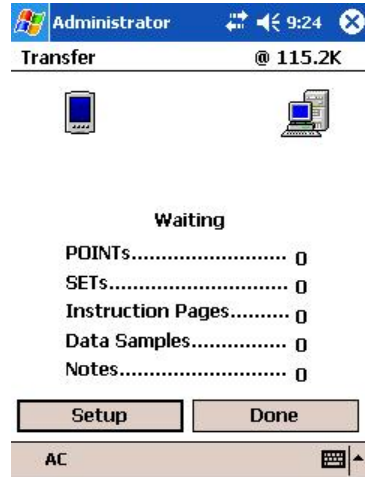 Administrator 9:24
Transfer @ 115.2K
Waiting
POINTs............................ 0
SETs............................... 0
Instruction Pages.......... 0
Data Samples................. 0
Notes.............................. 0
Setup Done
AC